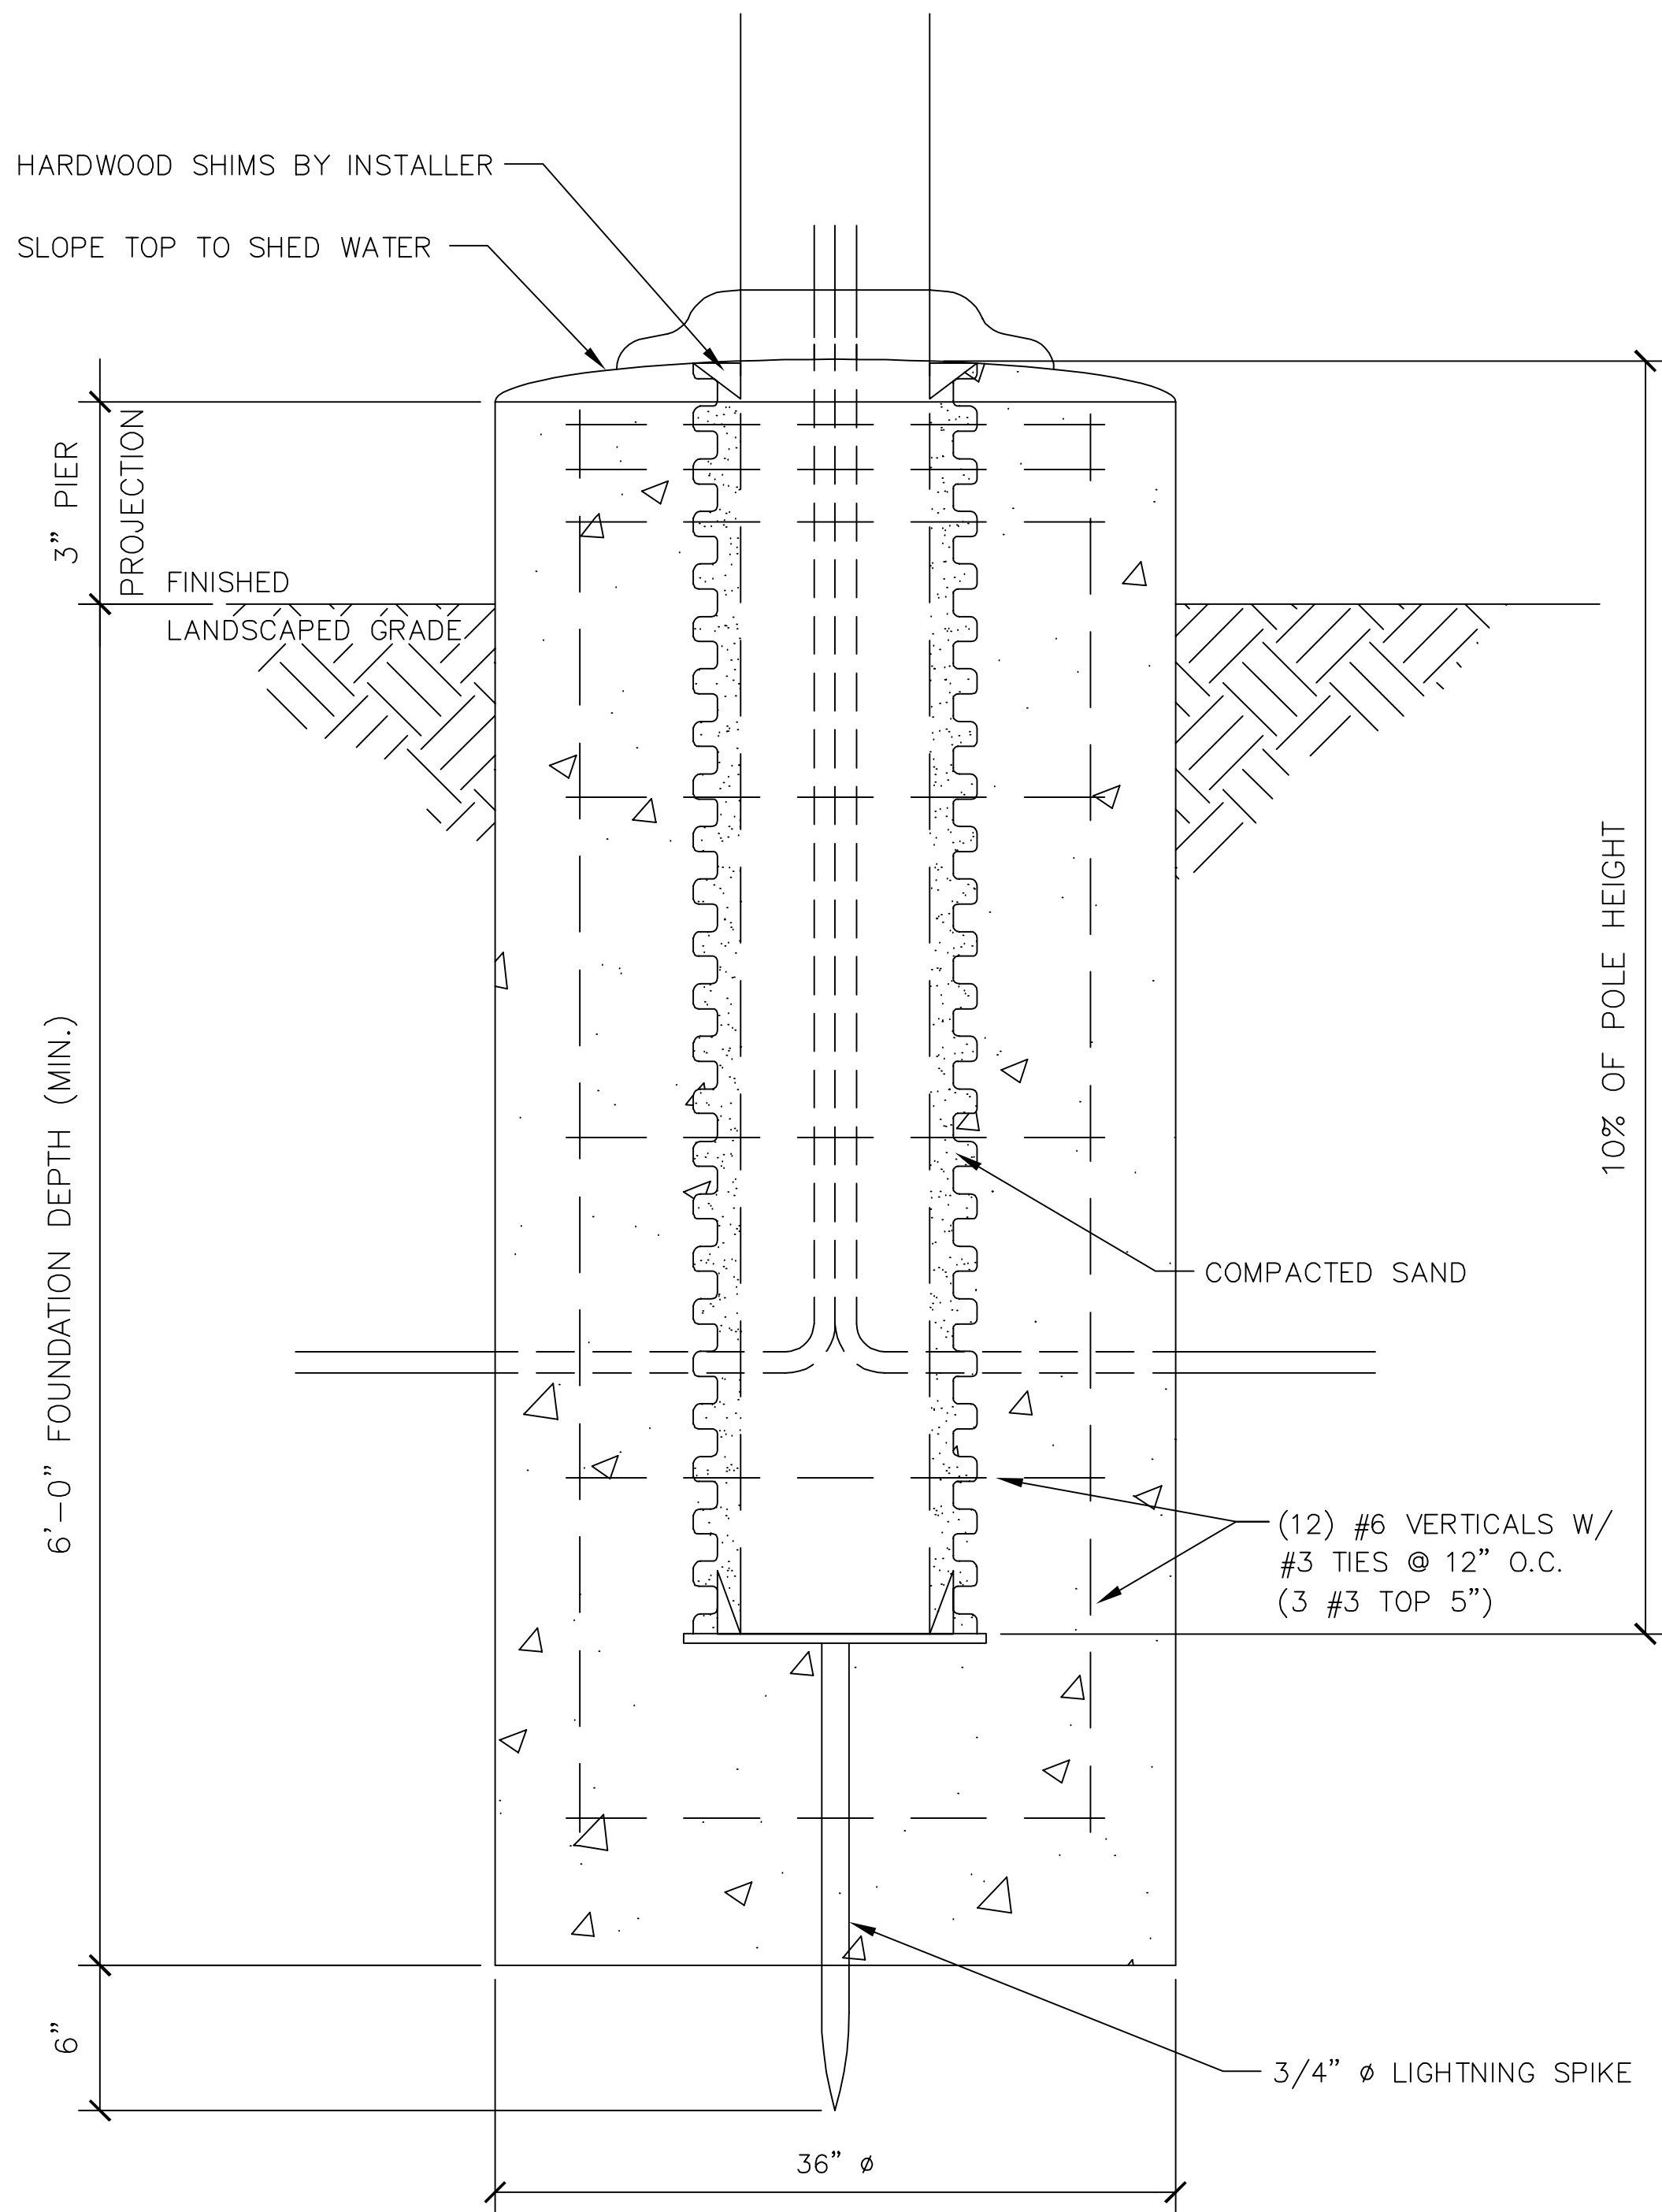 HARDWOOD SHIMS BY INSTALLER
SLOPE TOP TO SHED WATER
3” PIER
PROJECTION
FINISHED
LANDSCAPED GRADE
10% OF POLE HEIGHT
6’–0” FOUNDATION DEPTH (MIN.)
COMPACTED SAND
(12) #6 VERTICALS W/
#3 TIES @ 12” O.C.
(3 #3 TOP 5”)
6”
3/4” ø LIGHTNING SPIKE
36” ø